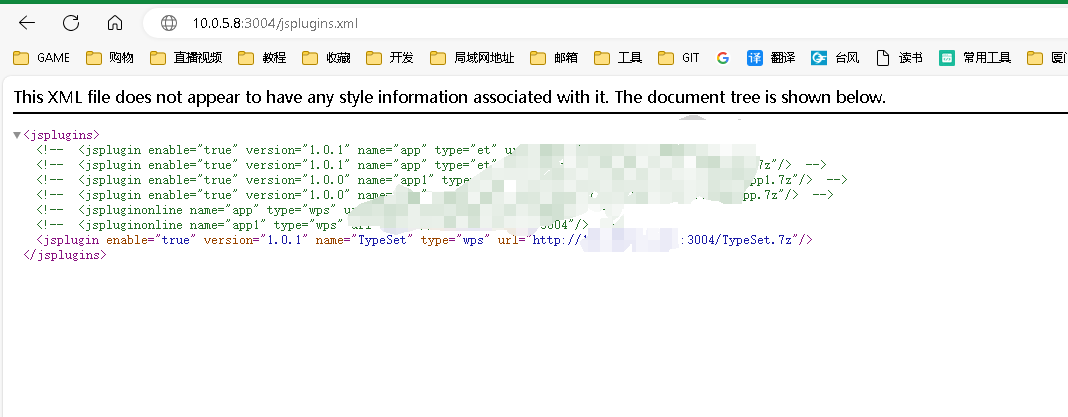 10.0.5.8:3004/jsplugins.xml
GAME 购物 直播视频 教程 收藏 开发 局域网地址 邮箱 工具 GIT 翻译 台风 读书 常用工具 厦门
This XML file does not appear to have any style information associated with it. The document tree is shown below.
<jsplugins>
<!-- <jsplugin enable="true" version="1.0.1" name="app" type="et"
<!-- <jsplugin enable="true" version="1.0.1" name="app" type="et" .7z"/> -->
<!-- <jsplugin enable="true" version="1.0.0" name="app1" type= pp1.7z"/> -->
<!-- <jsplugin enable="true" version="1.0.0" name="app" pp.7z"/> -->
<!-- <jspluginonline name="app" type="wps"
<!-- <jspluginonline name="app1" type="wps" 3004"/>
<jsplugin enable="true" version="1.0.1" name="TypeSet" type="wps" url="http:// :3004/TypeSet.7z"/>
</jsplugins>